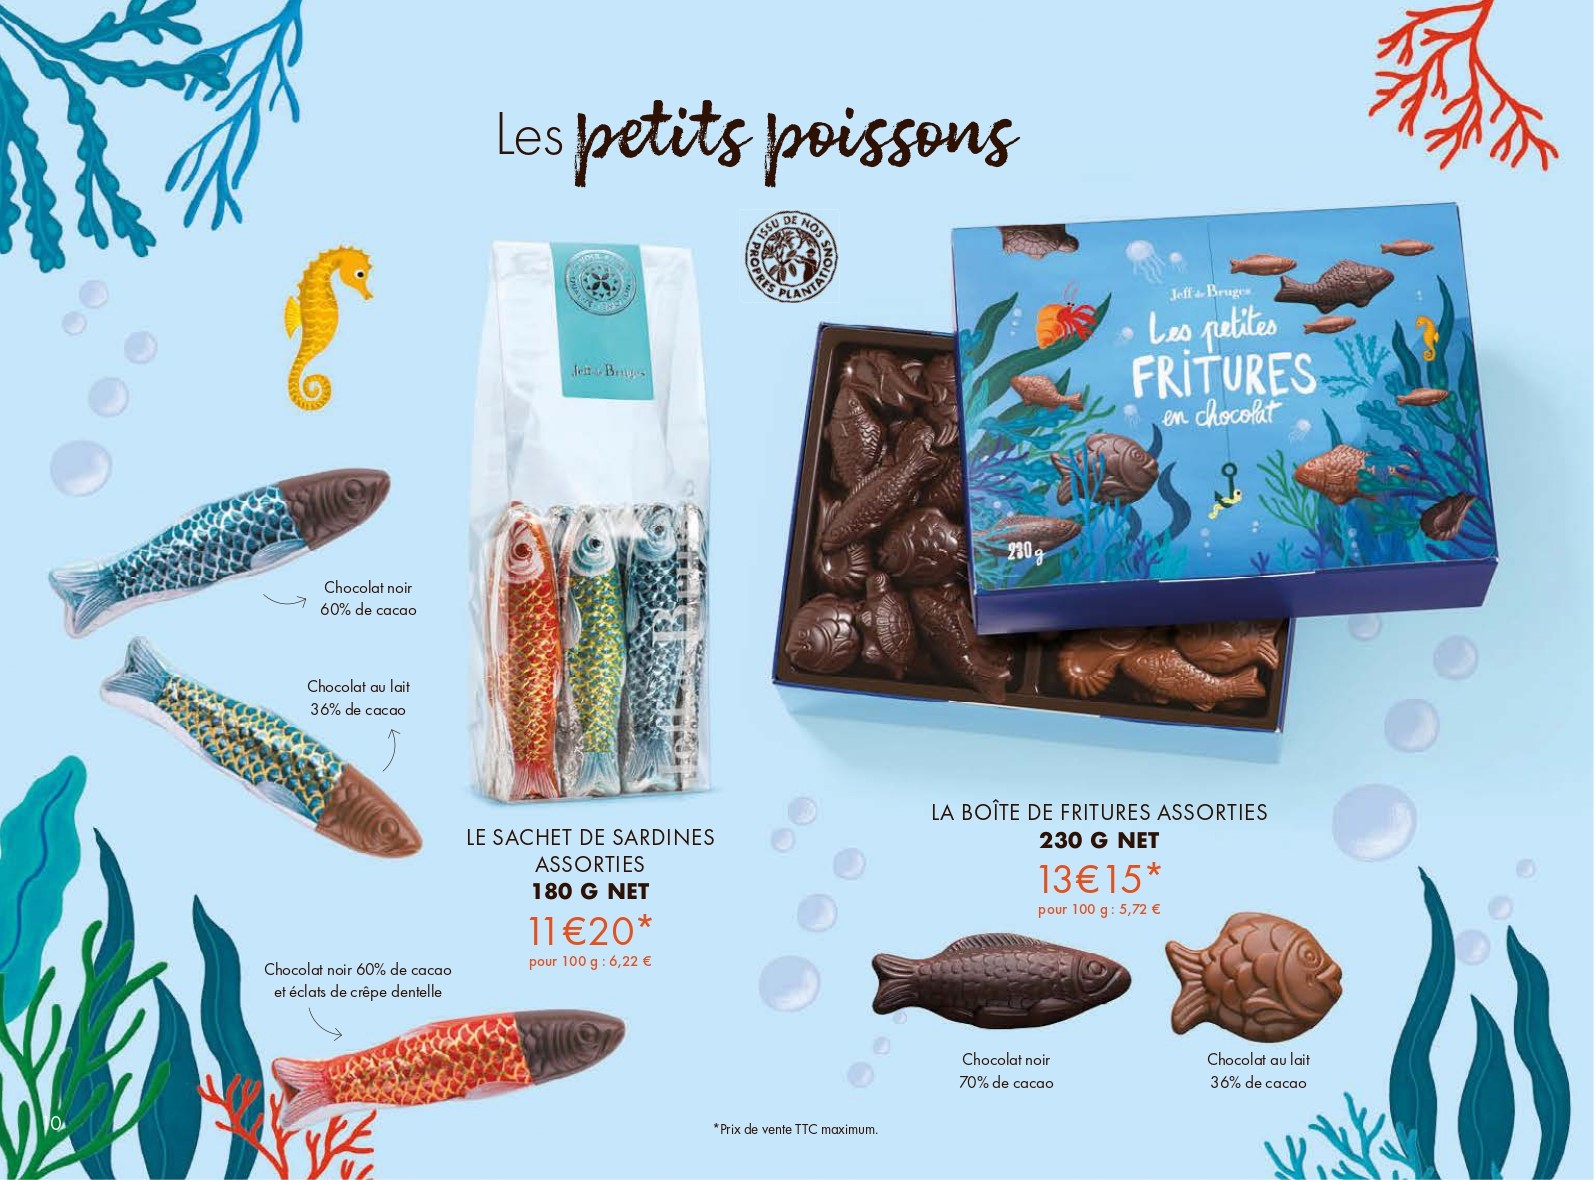 Les petits poissons
ISSU DE NOS PROPRES PLANTATIONS
Jeff de Bruges
Jeff de Bruges
Les petites
FRITURES
en chocolat
230g
Chocolat noir
60% de cacao
Chocolat au lait
36% de cacao
LE SACHET DE SARDINES
ASSORTIES
180 G NET
11€20*
pour 100 g : 6,22 €
LA BOÎTE DE FRITURES ASSORTIES
230 G NET
13€15*
pour 100 g : 5,72 €
Chocolat noir 60% de cacao
et éclats de crêpe dentelle
Chocolat noir
70% de cacao
Chocolat au lait
36% de cacao
*Prix de vente TTC maximum.
0